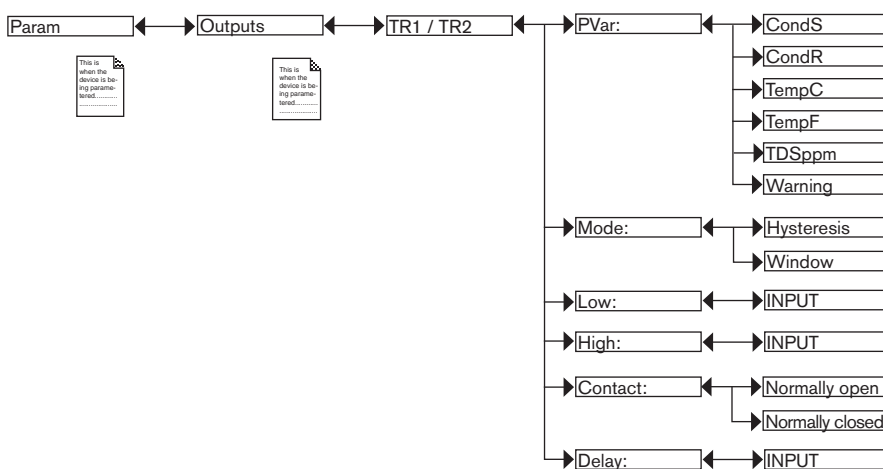 Param
Outputs
TR1 / TR2
PVar:
CondS
CondR
TempC
TempF
TDSppm
Warning
This is
when the
device is be-
ing parame-
tered...........
...................
This is
when the
device is be-
ing parame-
tered...........
...................
Mode:
Hysteresis
Window
Low:
INPUT
High:
INPUT
Contact:
Normally open
Normally closed
Delay:
INPUT